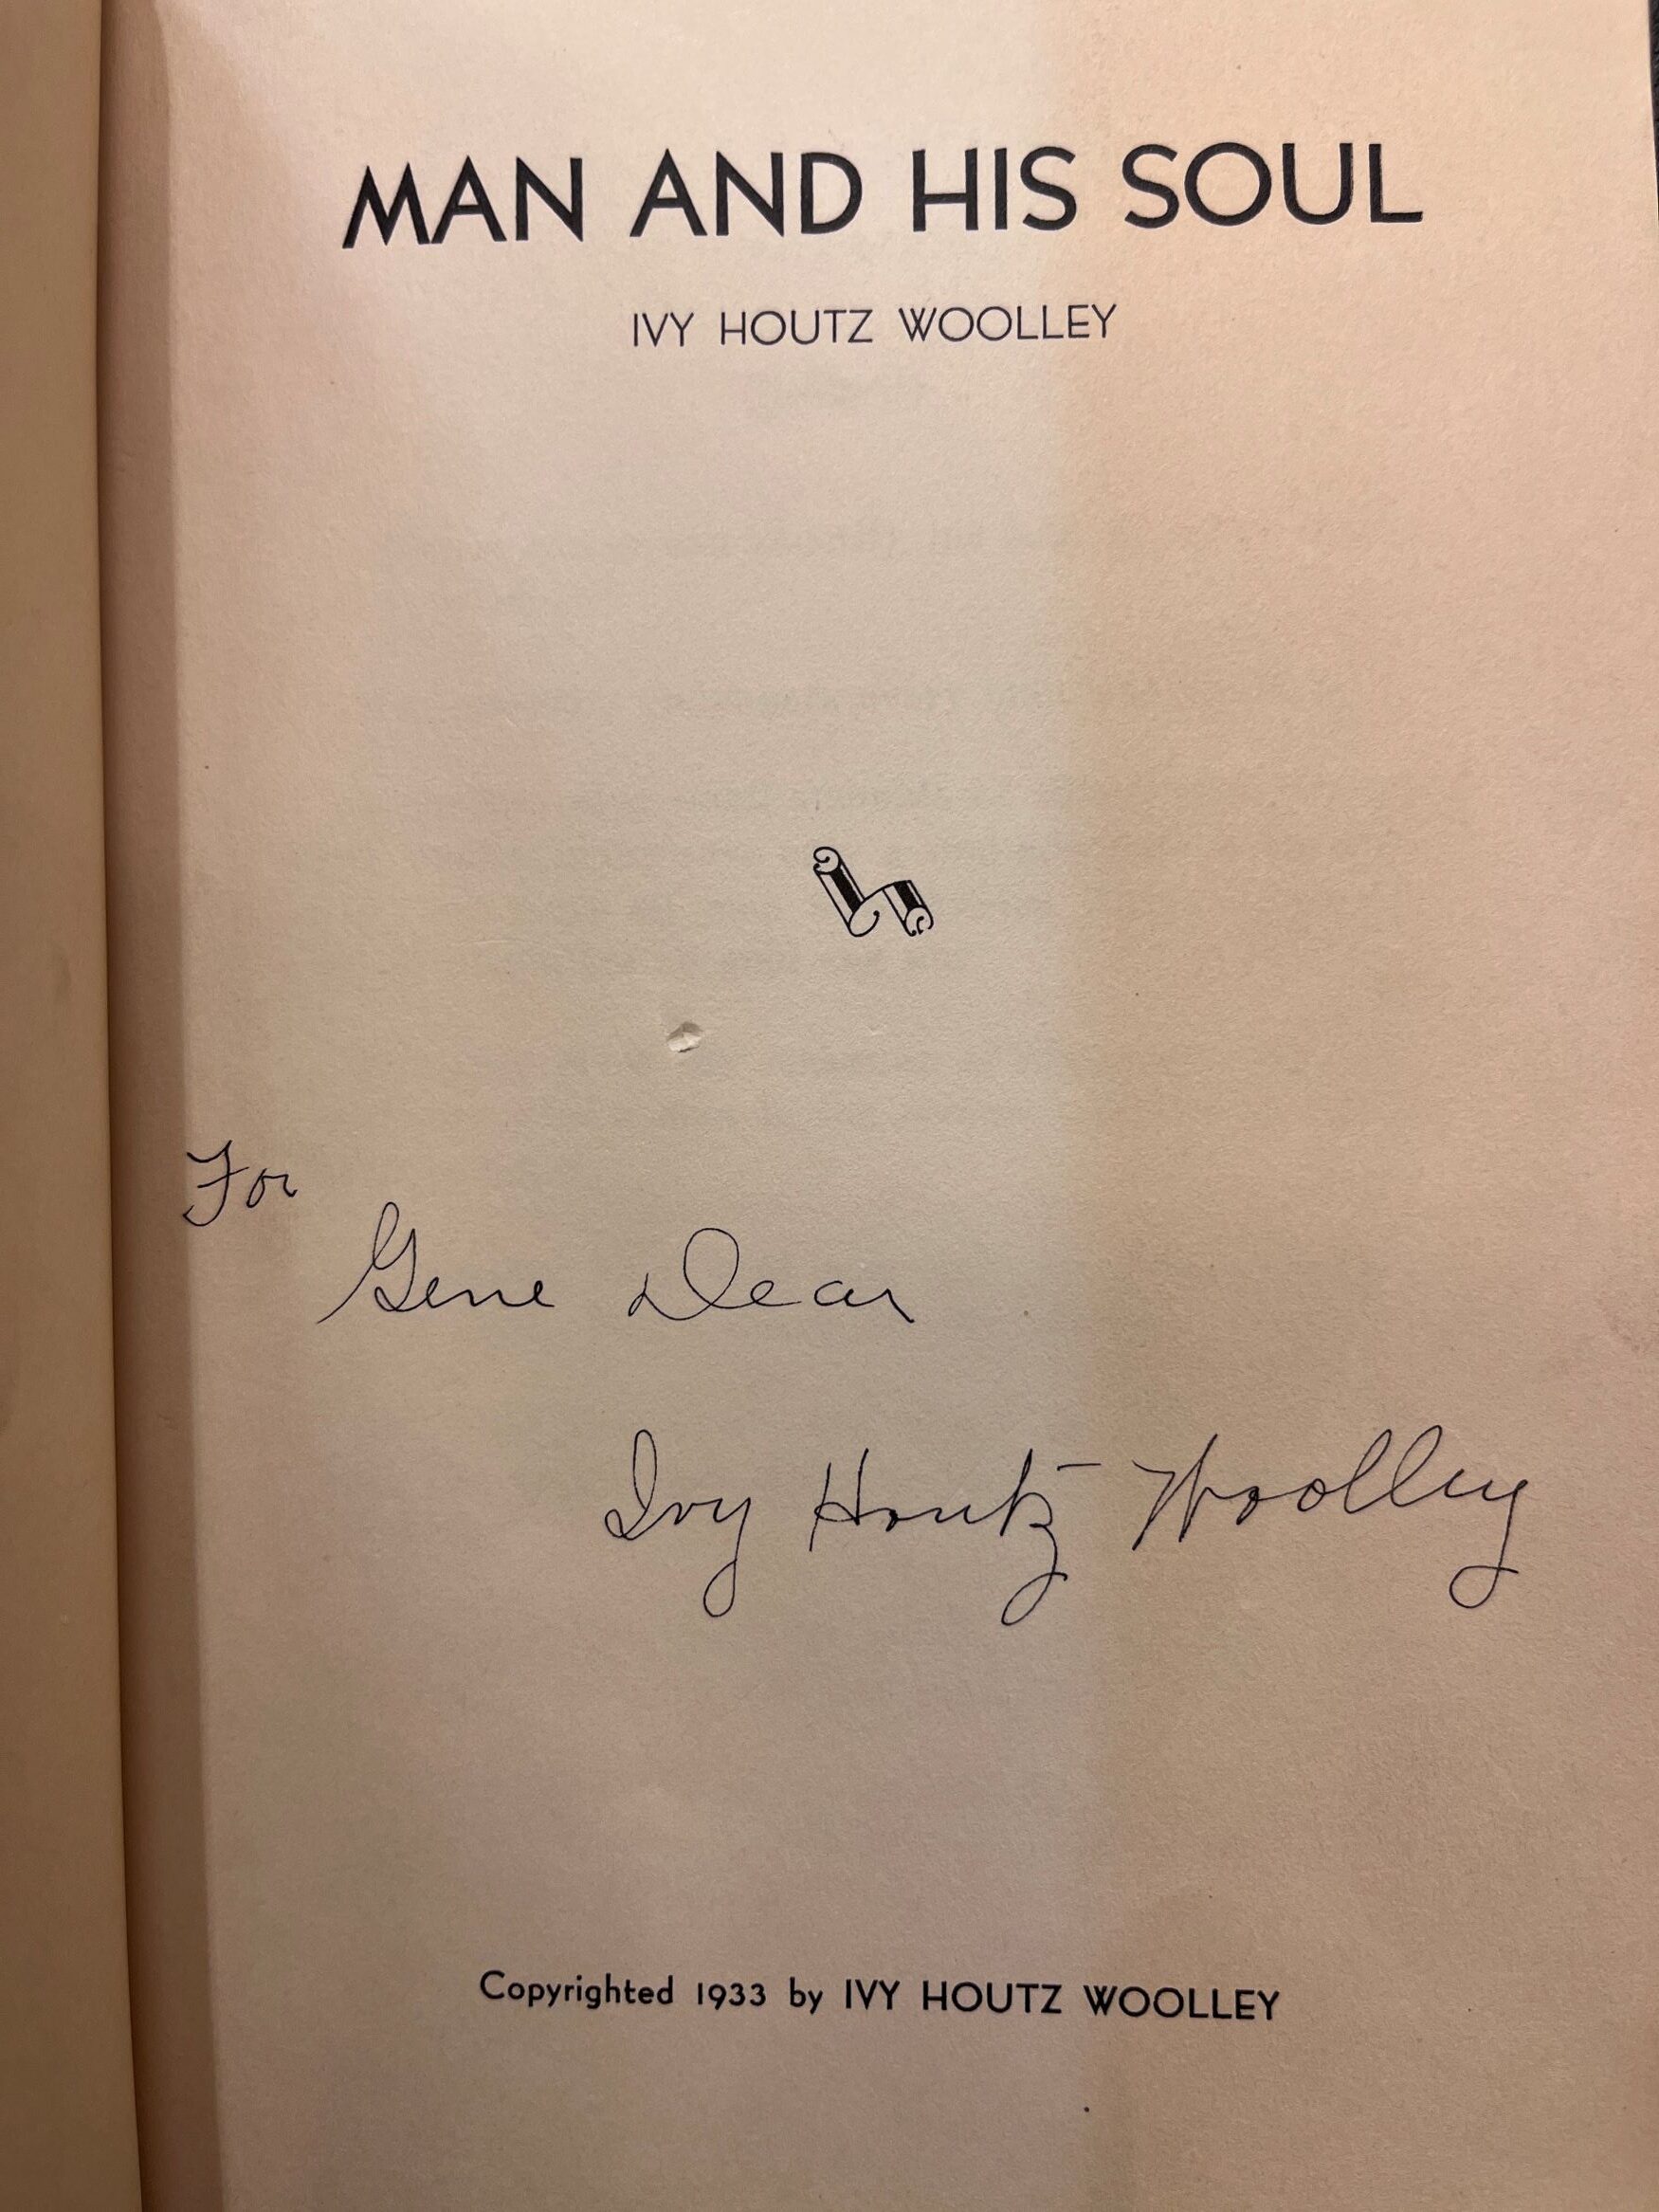 MAN AND HIS SOUL
IVY HOUTZ WOOLLEY
For
Gene Dear
Ivy Houtz Woolley
Copyrighted 1933 by IVY HOUTZ WOOLLEY